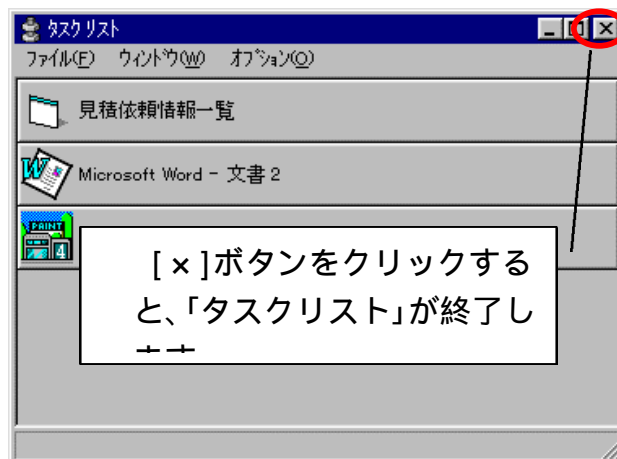 タスク リスト
ファイル(F) ウィンドウ(W) オプション(O)
見積依頼情報一覧
Microsoft Word - 文書 2
PAINT
4
[×]ボタンをクリックする
と、「タスクリスト」が終了し